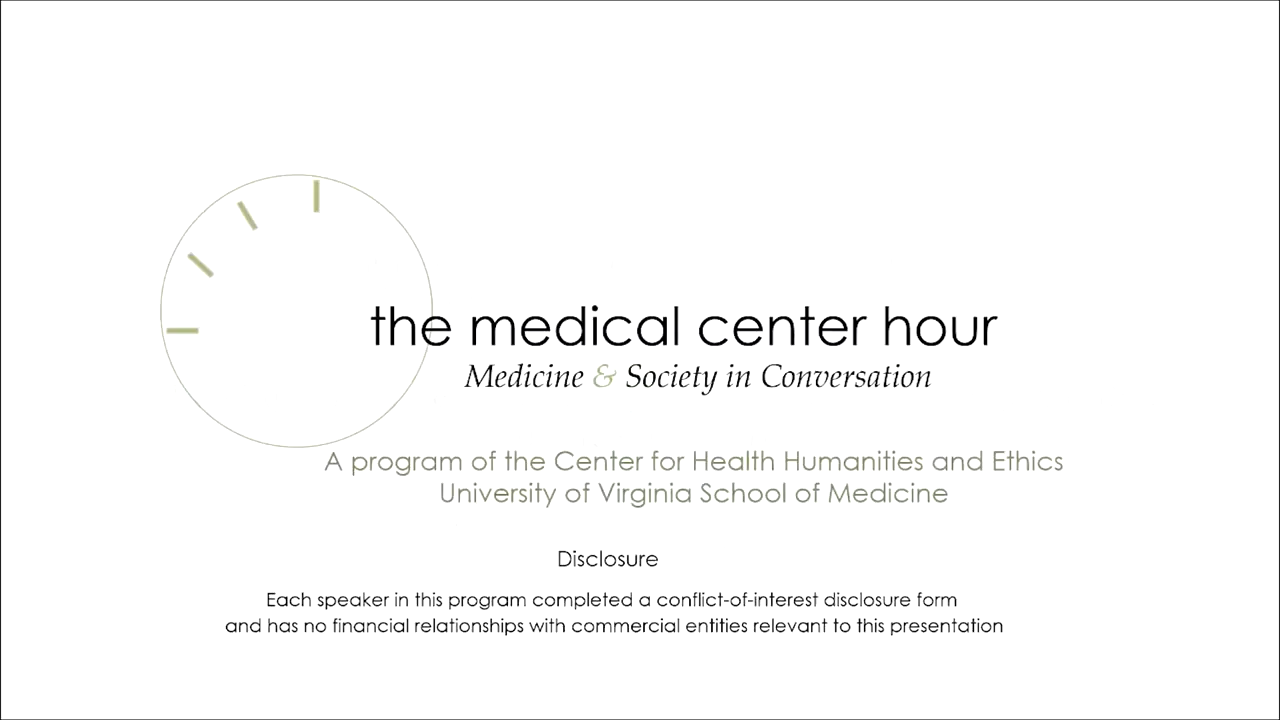 the medical center hour
Medicine & Society in Conversation
A program of the Center for Health Humanities and Ethics
University of Virginia School of Medicine
Disclosure
Each speaker in this program completed a conflict-of-interest disclosure form
and has no financial relationships with commercial entities relevant to this presentation